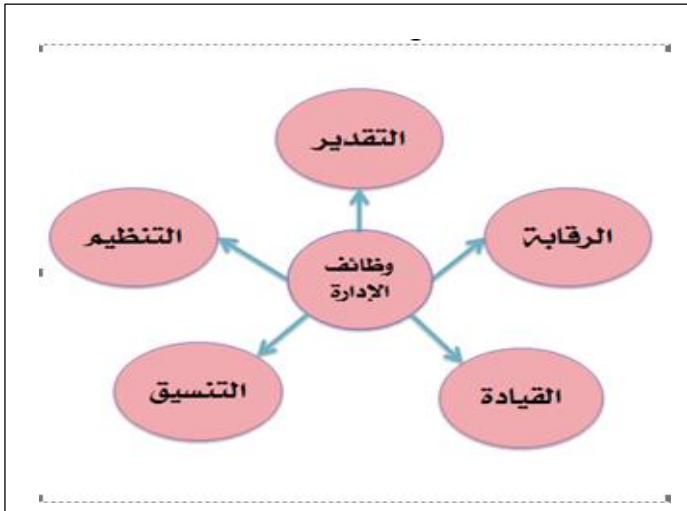 التقدير
الرقابة
التنظيم
وظائف
الإدارة
القيادة
التنسيق